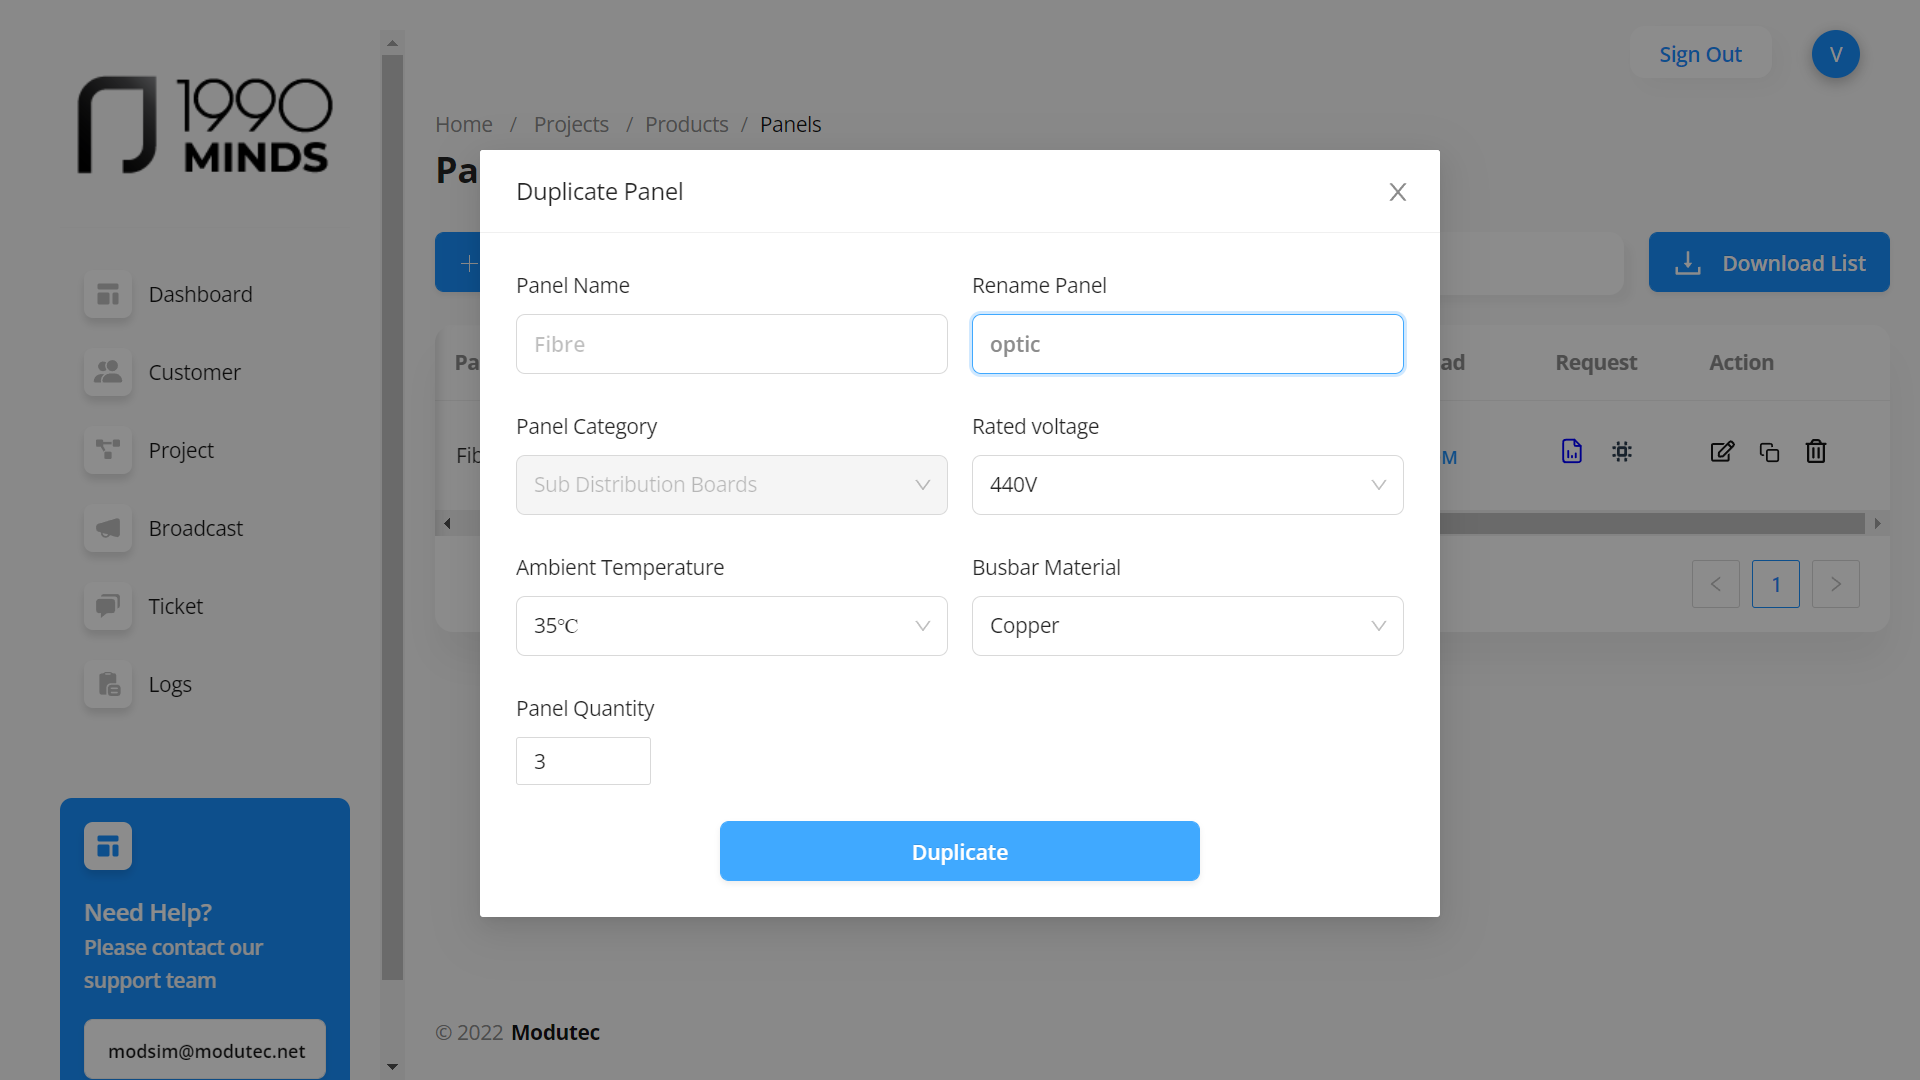 1990
MINDS
Sign Out
V
Home / Projects / Products / Panels
Pa
Duplicate Panel
Download List
Dashboard
Customer
Project
Broadcast
Ticket
Logs
Panel Name
Rename Panel
Fibre
optic
Panel Category
Rated voltage
Sub Distribution Boards
440V
Ambient Temperature
Busbar Material
35℃
Copper
Panel Quantity
3
Duplicate
Pa
ad
Request
Action
Fib
M
<
1
>
Need Help?
Please contact our
support team
modsim@modutec.net
© 2022 Modutec